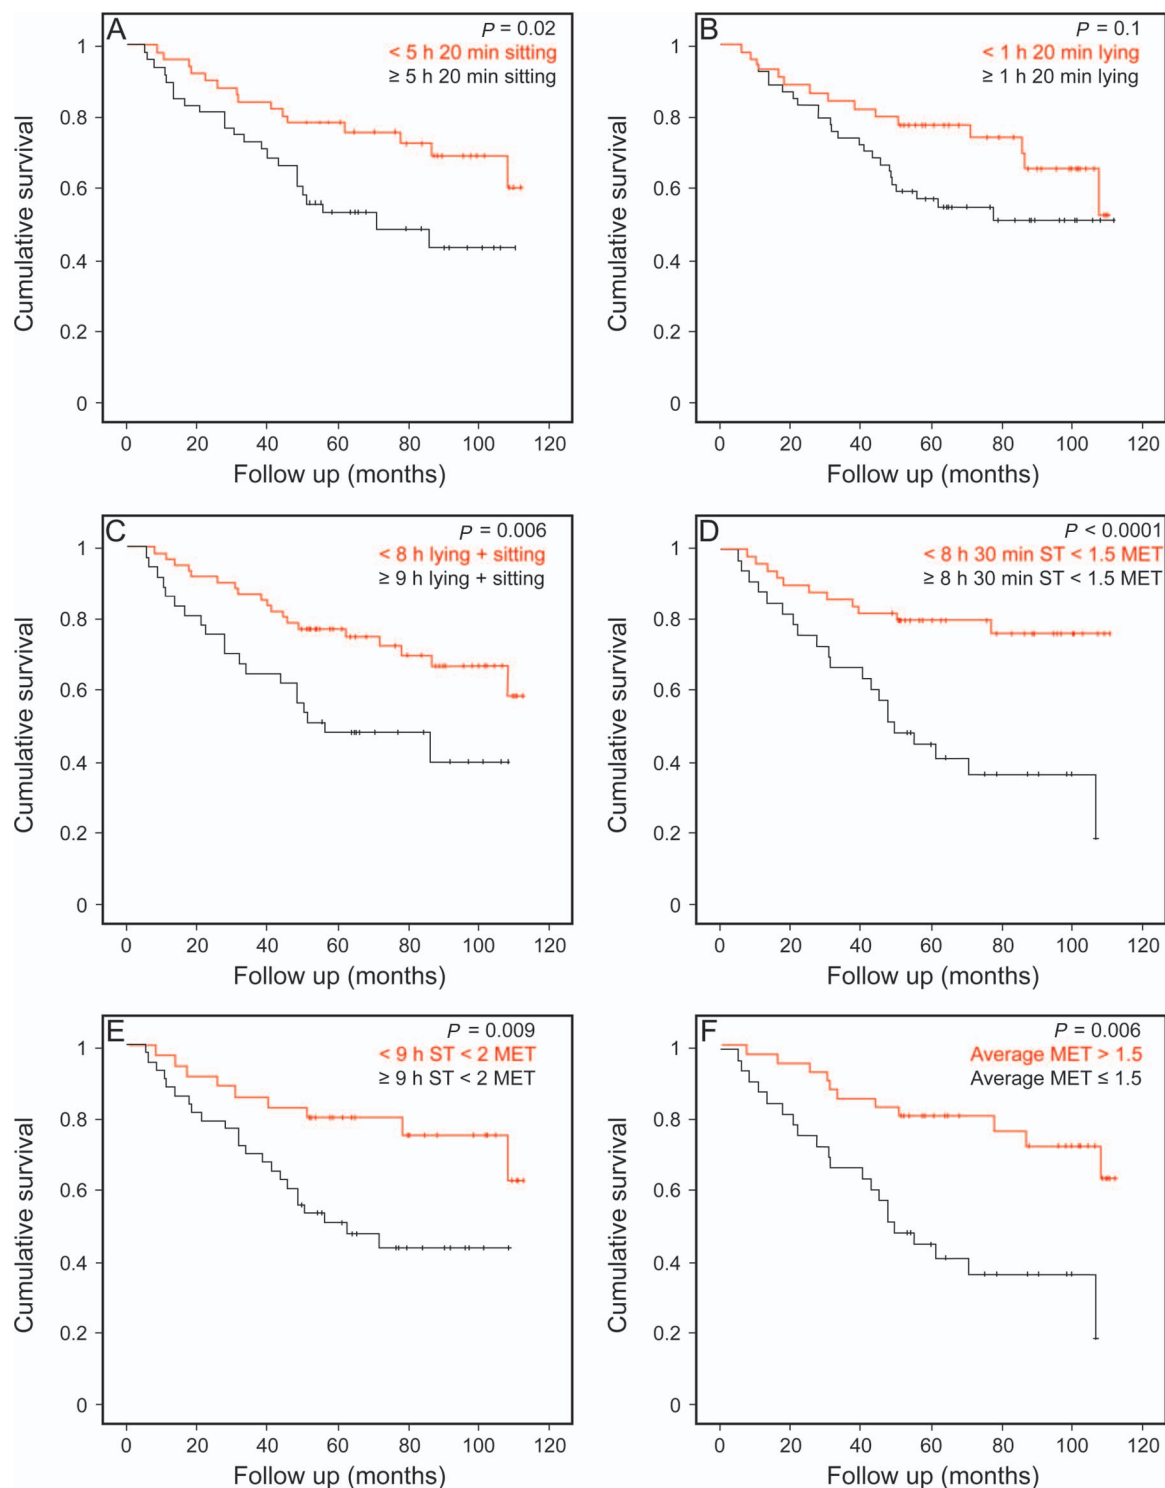 A
P = 0.02
< 5 h 20 min sitting
≥ 5 h 20 min sitting
Cumulative survival
1
0.8
0.6
0.4
0.2
0
0 20 40 60 80 100 120
Follow up (months)
B
P = 0.1
< 1 h 20 min lying
≥ 1 h 20 min lying
Cumulative survival
1
0.8
0.6
0.4
0.2
0
0 20 40 60 80 100 120
Follow up (months)
C
P = 0.006
< 8 h lying + sitting
≥ 9 h lying + sitting
Cumulative survival
1
0.8
0.6
0.4
0.2
0
0 20 40 60 80 100 120
Follow up (months)
D
P < 0.0001
< 8 h 30 min ST < 1.5 MET
≥ 8 h 30 min ST < 1.5 MET
Cumulative survival
1
0.8
0.6
0.4
0.2
0
0 20 40 60 80 100 120
Follow up (months)
E
P = 0.009
< 9 h ST < 2 MET
≥ 9 h ST < 2 MET
Cumulative survival
1
0.8
0.6
0.4
0.2
0
0 20 40 60 80 100 120
Follow up (months)
F
P = 0.006
Average MET > 1.5
Average MET ≤ 1.5
Cumulative survival
1
0.8
0.6
0.4
0.2
0
0 20 40 60 80 100 120
Follow up (months)